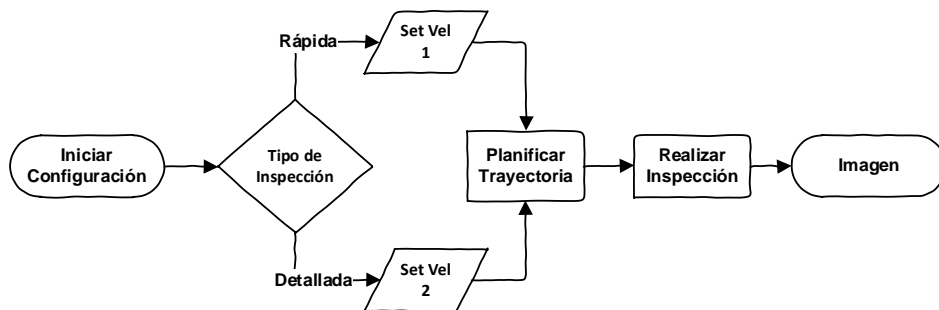 Iniciar
Configuración
Tipo de
Inspección
Rápida
Set Vel
1
Detallada
Set Vel
2
Planificar
Trayectoria
Realizar
Inspección
Imagen